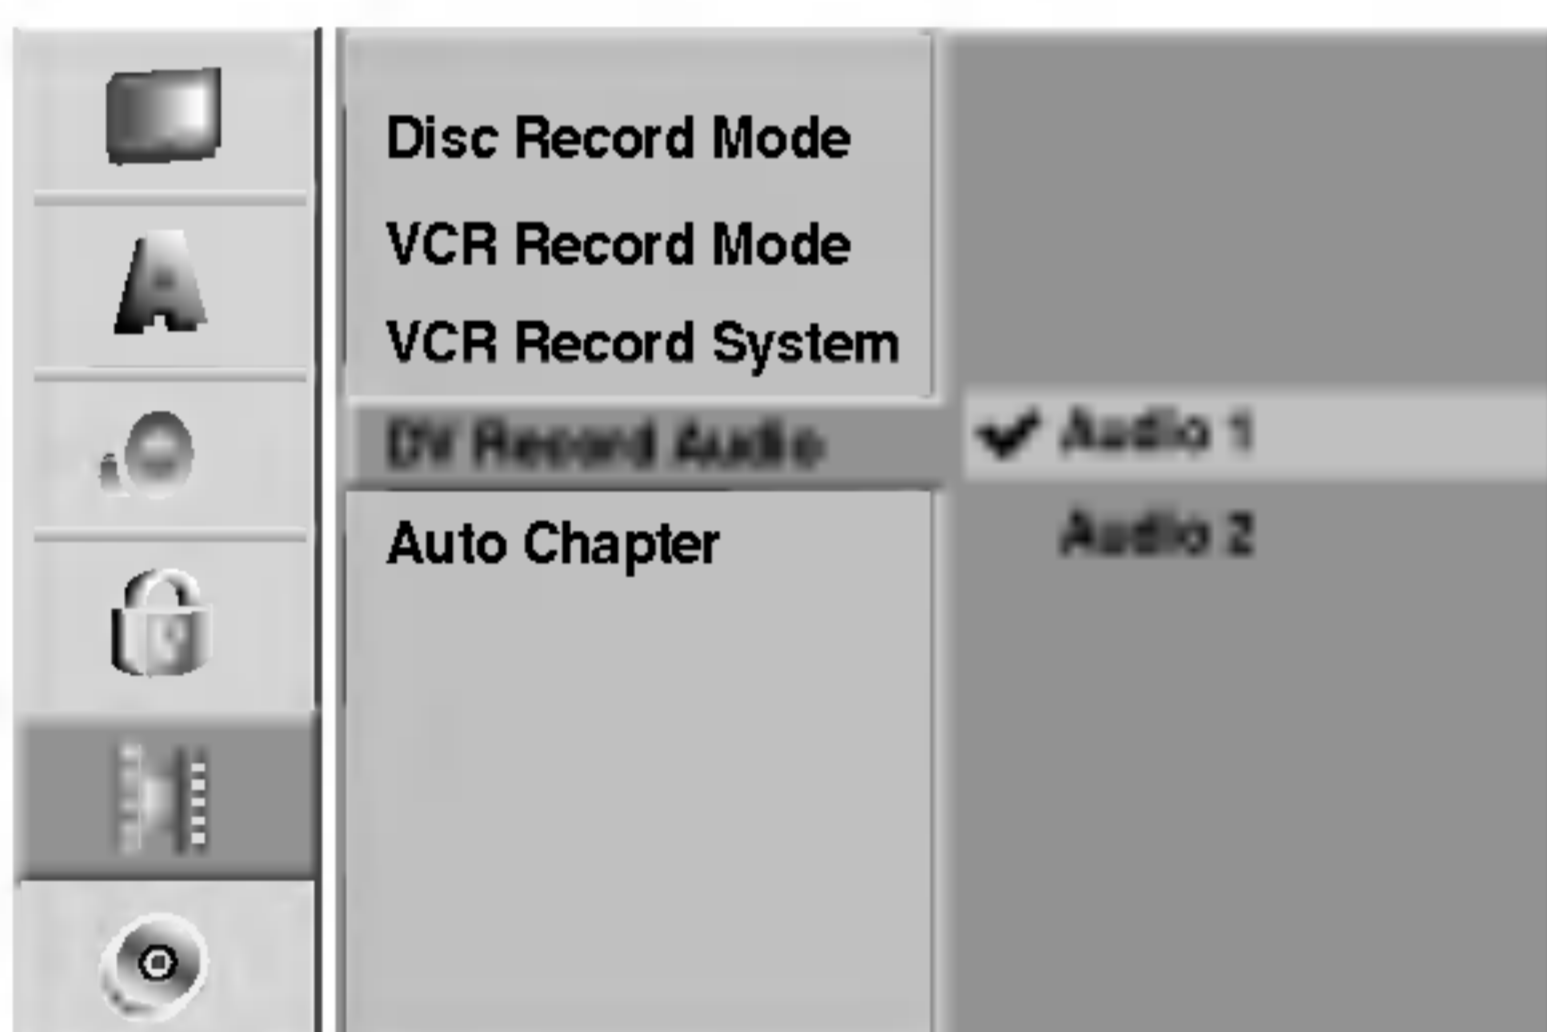 Disc Record Mode
VCR Record Mode
VCR Record System
DV Record Audio
Audio 1
Auto Chapter
Audio 2